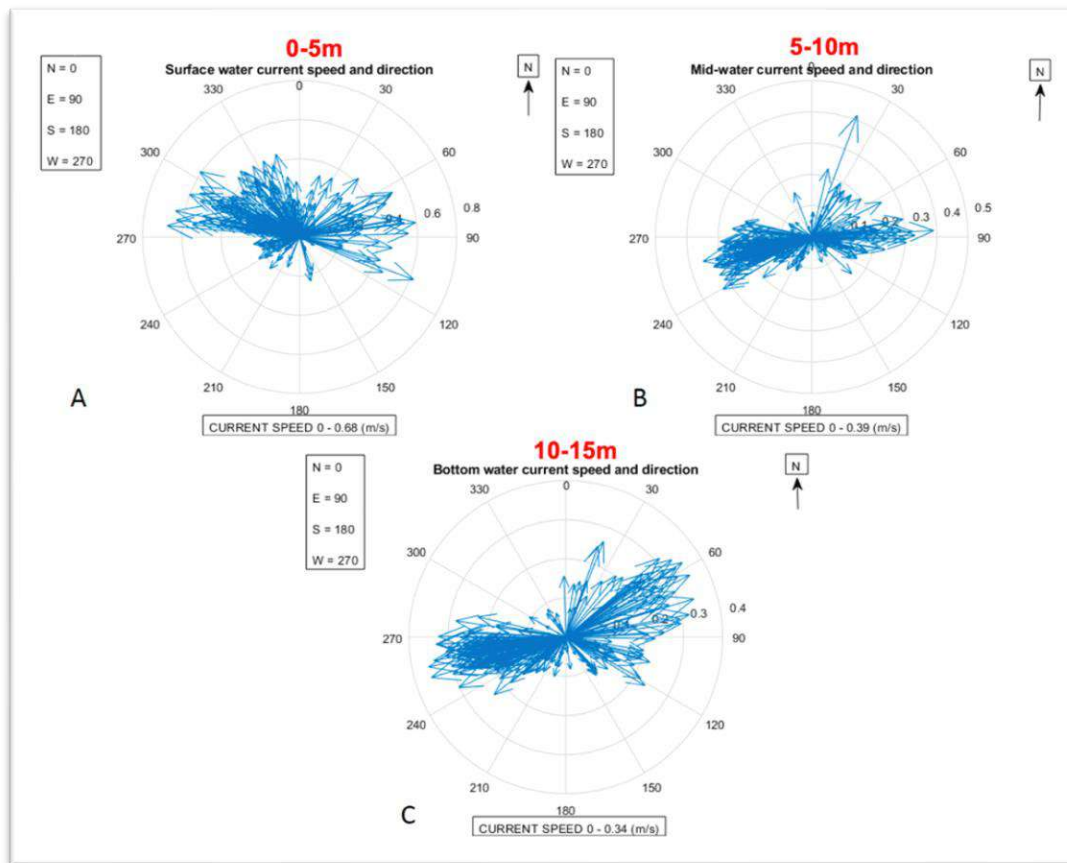 0-5m
Surface water current speed and direction
N = 0
E = 90
S = 180
W = 270
N
0
30
60
90
120
150
180
210
240
270
300
330
0.4
0.6
0.8
A
CURRENT SPEED 0 - 0.68 (m/s)
5-10m
Mid-water current speed and direction
N = 0
E = 90
S = 180
W = 270
N
0
30
60
90
120
150
180
210
240
270
300
330
0.1
0.3
0.4
0.5
B
CURRENT SPEED 0 - 0.39 (m/s)
10-15m
Bottom water current speed and direction
N = 0
E = 90
S = 180
W = 270
N
0
30
60
90
120
150
180
210
240
270
300
330
0.2
0.3
0.4
C
CURRENT SPEED 0 - 0.34 (m/s)